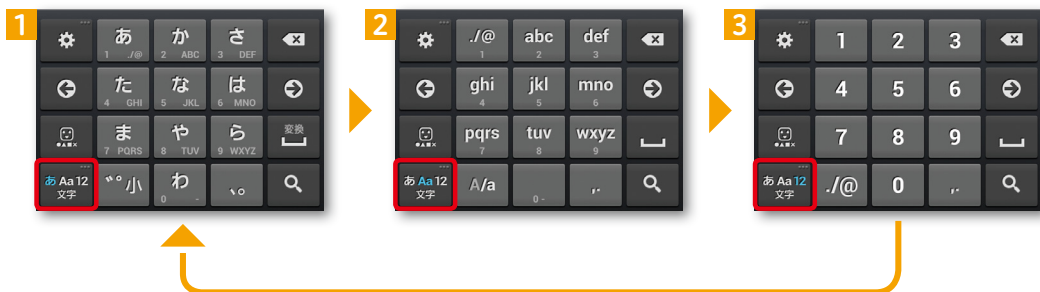 1
あ か さ
1 ./@ 2 ABC 3 DEF
た な は
4 GHI 5 JKL 6 MNO
ま や ら 変換
7 PQRS 8 TUV 9 WXYZ
あ Aa 12 ゛゜小 わ 、。
文字 0 -
2
./@ abc def
1 2 3
ghi jkl mno
4 5 6
pqrs tuv wxyz
7 8 9
あ Aa 12 A/a ,.
文字 0 -
3
1 2 3
4 5 6
7 8 9
あ Aa 12 ./@ 0 ,.
文字